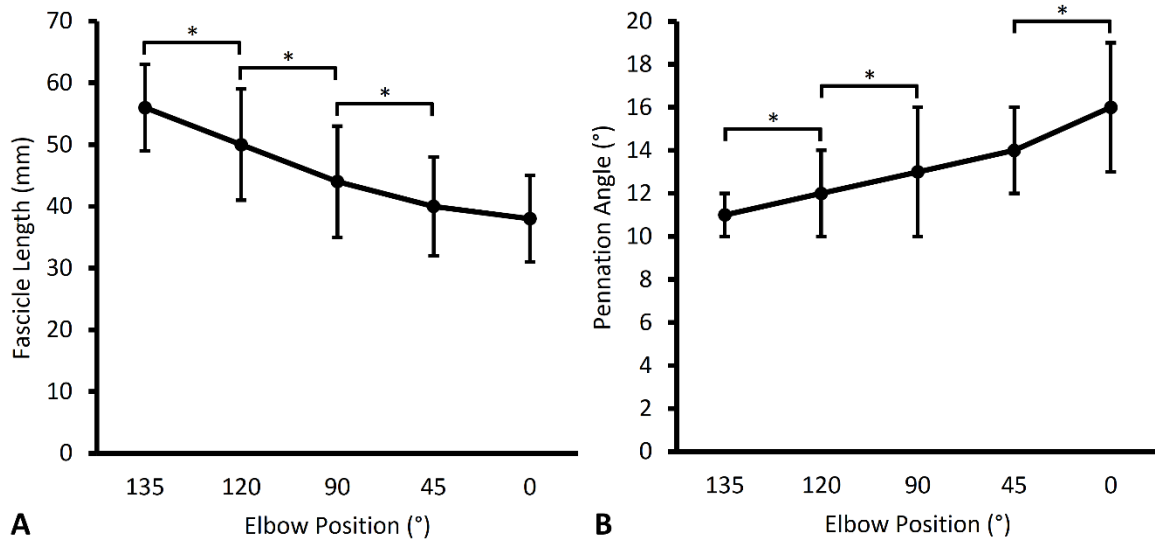 70
60
50
40
30
20
10
0
Fascicle Length (mm)
* * *
135 120 90 45 0
Elbow Position (°)
A
20
18
16
14
12
10
8
6
4
2
0
Pennation Angle (°)
* * *
135 120 90 45 0
Elbow Position (°)
B